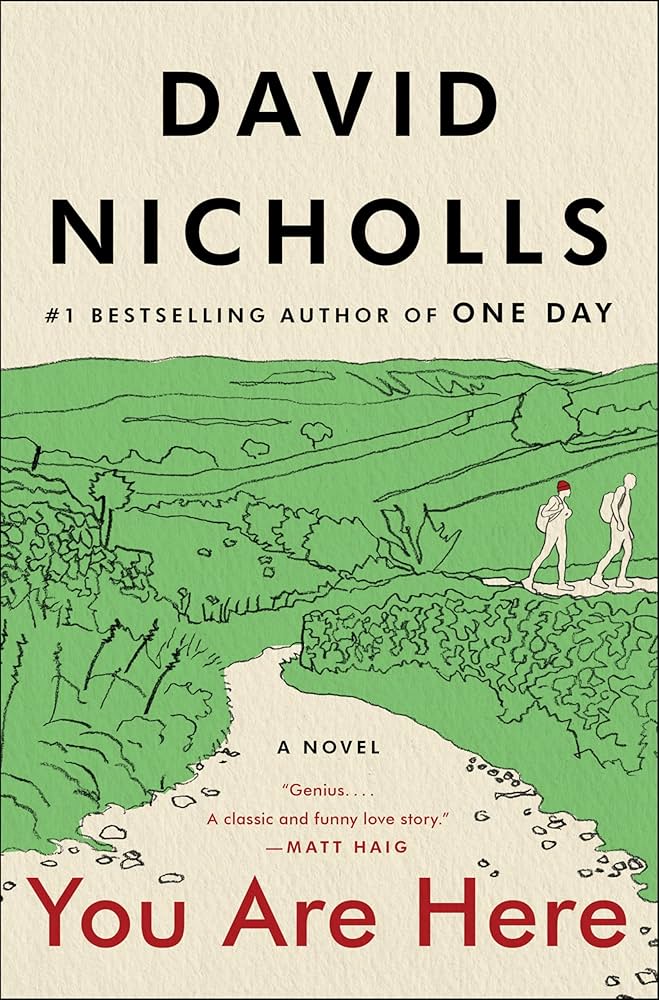 DAVID
NICHOLLS
#1 BESTSELLING AUTHOR OF ONE DAY
A NOVEL
“Genius. . . .
A classic and funny love story.”
—MATT HAIG
You Are Here